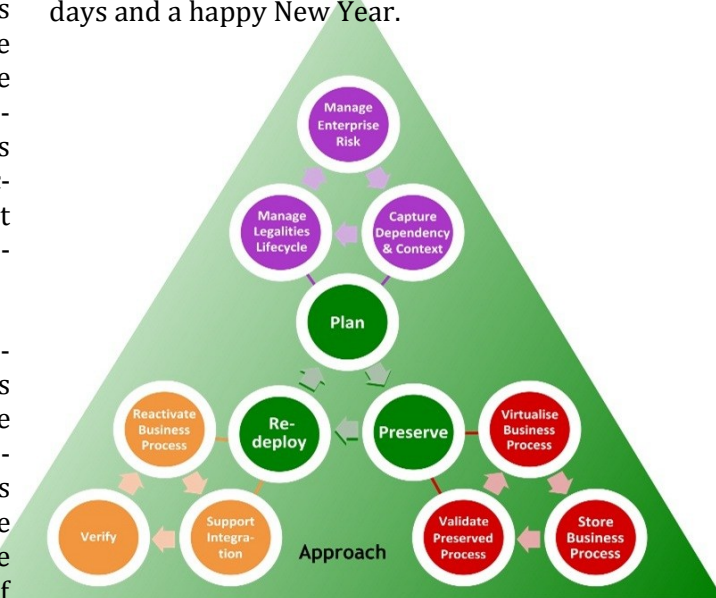 days and a happy New Year.
Manage
Enterprise
Risk
Manage
Legalities
Lifecycle
Capture
Dependency
& Context
Plan
Re-
deploy
Preserve
Reactivate
Business
Process
Verify
Support
Integra-
tion
Virtualise
Business
Process
Validate
Preserved
Process
Store
Business
Process
Approach